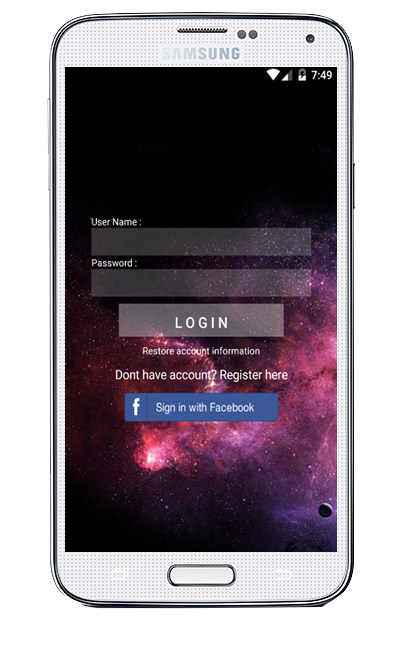 SAMSUNG
7:49
User Name :
Password :
LOGIN
Restore account information
Dont have account? Register here
f Sign in with Facebook